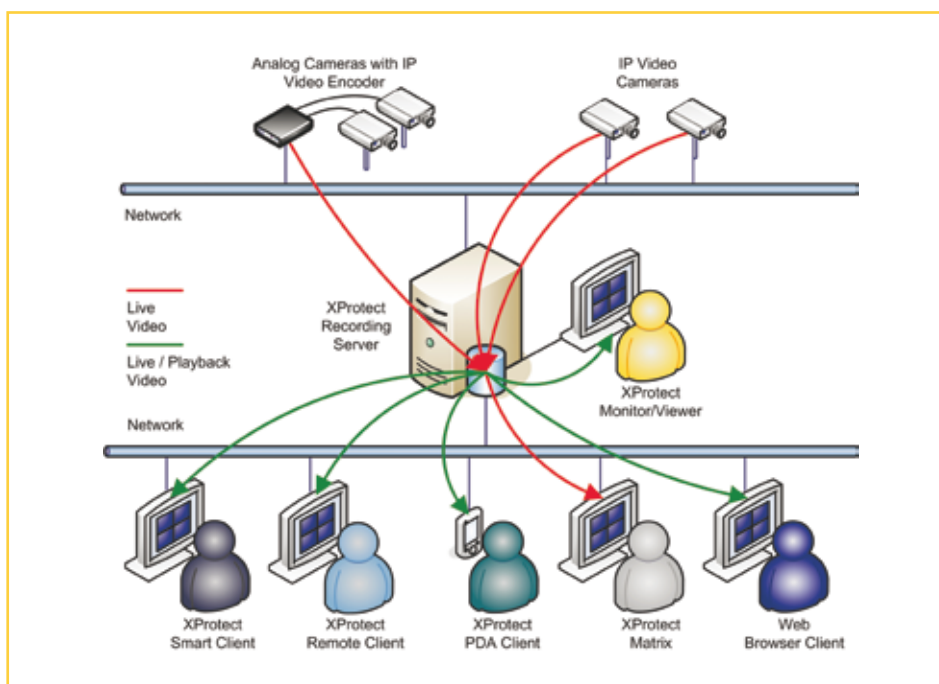 Analog Cameras with IP
Video Encoder
IP Video
Cameras
Network
Live
Video
Live / Playback
Video
XProtect
Recording
Server
XProtect
Monitor/Viewer
Network
XProtect
Smart Client
XProtect
Remote Client
XProtect
PDA Client
XProtect
Matrix
Web
Browser Client